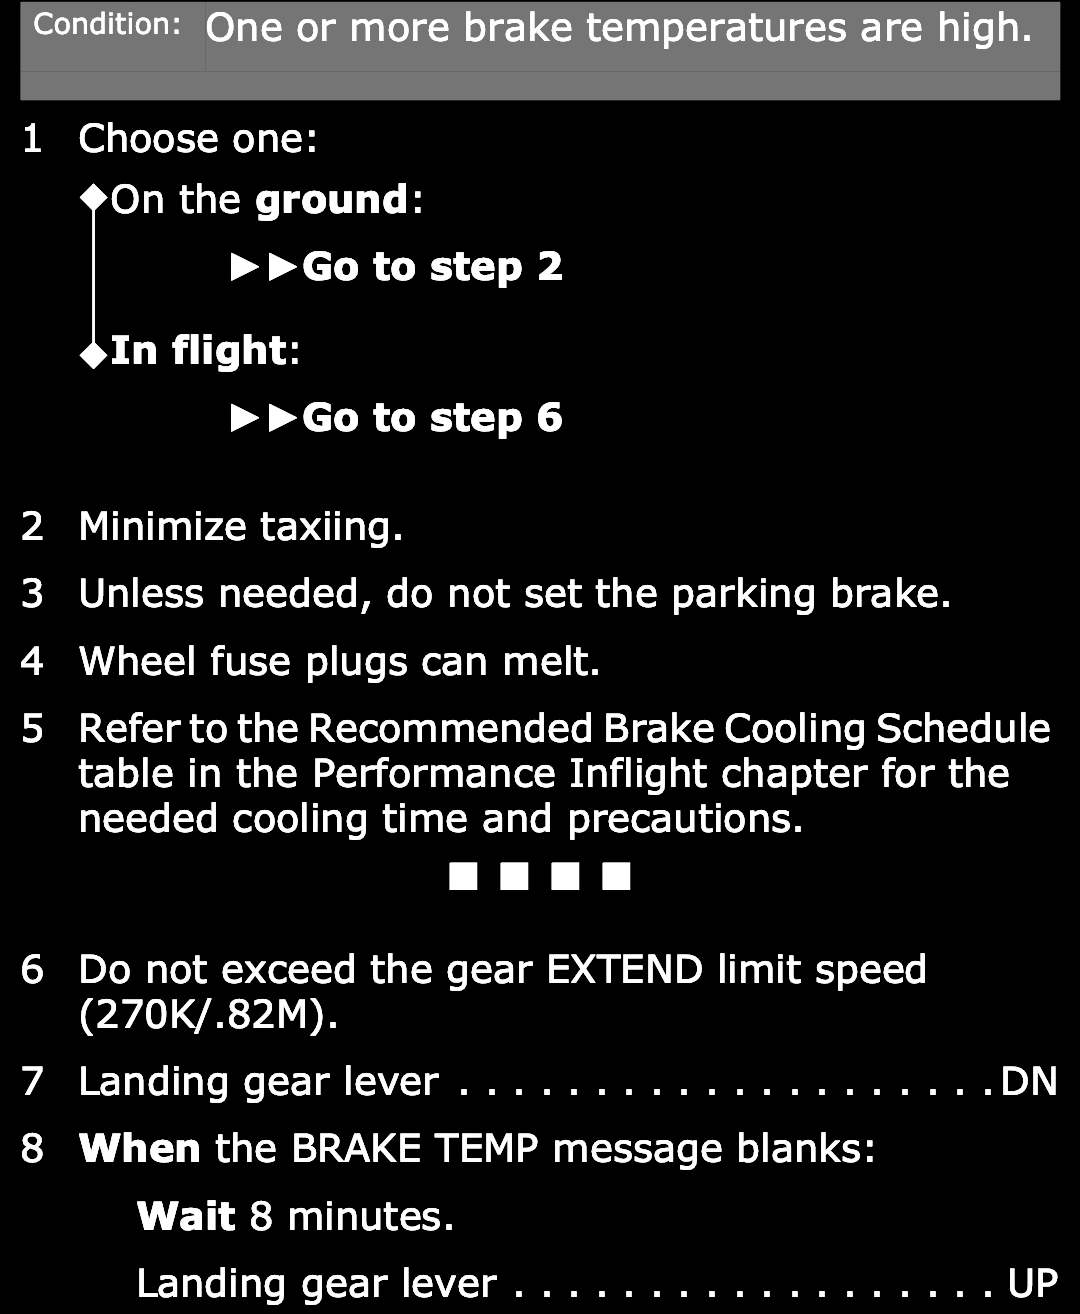 Condition: One or more brake temperatures are high.
1 Choose one:
◆On the ground:
▶▶Go to step 2
◆In flight:
▶▶Go to step 6
2 Minimize taxiing.
3 Unless needed, do not set the parking brake.
4 Wheel fuse plugs can melt.
5 Refer to the Recommended Brake Cooling Schedule
table in the Performance Inflight chapter for the
needed cooling time and precautions.
■ ■ ■ ■
6 Do not exceed the gear EXTEND limit speed
(270K/.82M).
7 Landing gear lever . . . . . . . . . . . . . . . . . . . . DN
8 When the BRAKE TEMP message blanks:
Wait 8 minutes.
Landing gear lever . . . . . . . . . . . . . . . . . . UP